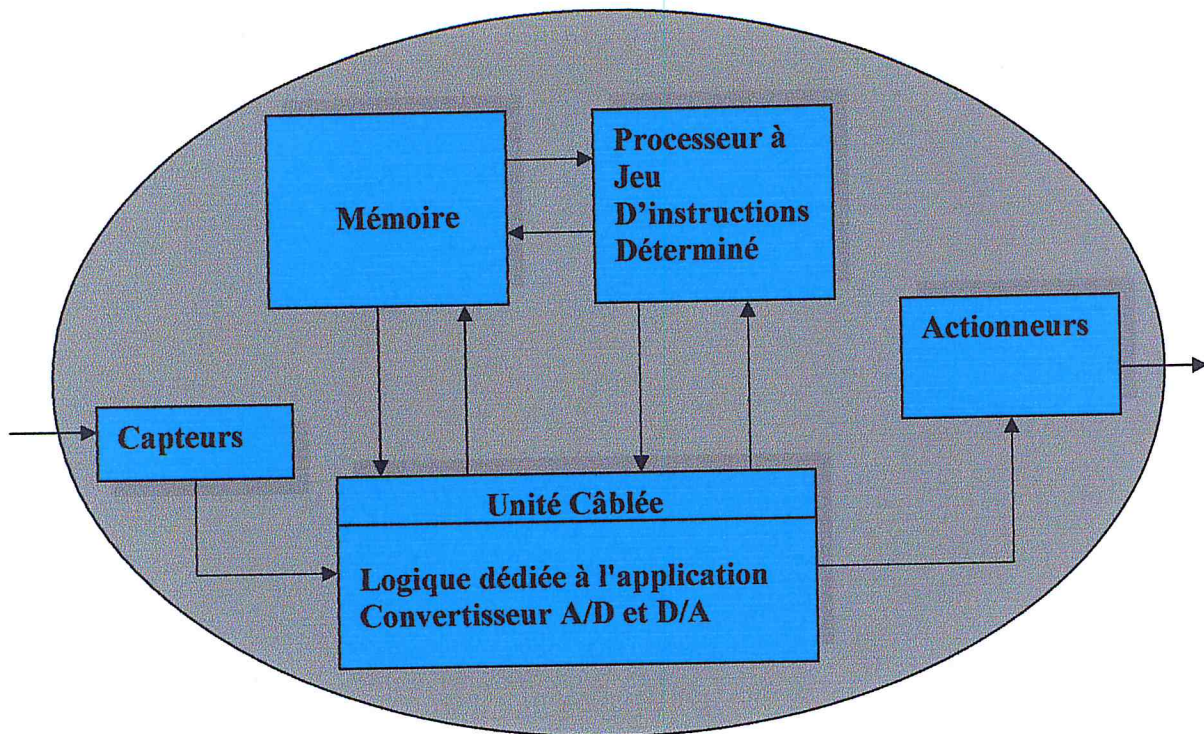 Mémoire
Processeur à
Jeu
D'instructions
Déterminé
Actionneurs
Capteurs
Unité Câblée
Logique dédiée à l'application
Convertisseur A/D et D/A